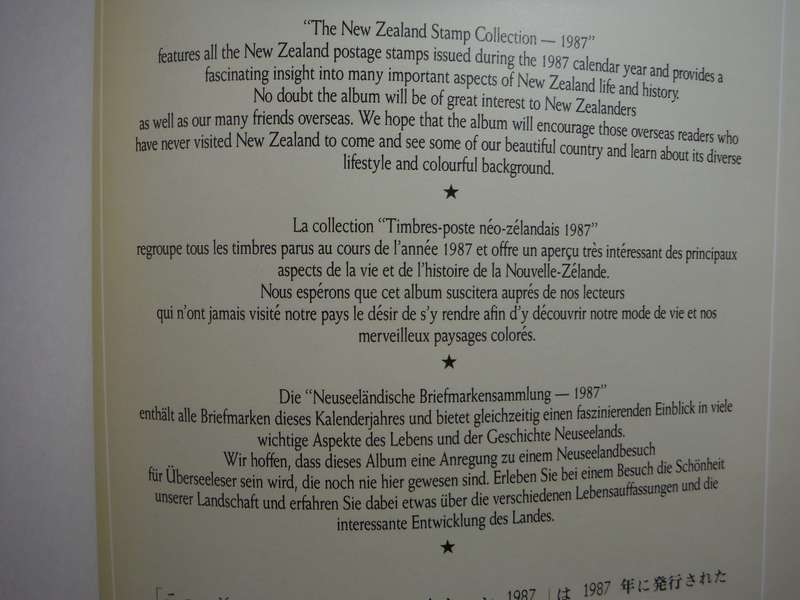 “The New Zealand Stamp Collection — 1987”
features all the New Zealand postage stamps issued during the 1987 calendar year and provides a
fascinating insight into many important aspects of New Zealand life and history.
No doubt the album will be of great interest to New Zealanders
as well as our many friends overseas. We hope that the album will encourage those overseas readers who
have never visited New Zealand to come and see some of our beautiful country and learn about its diverse
lifestyle and colourful background.
★
La collection “Timbres-poste néo-zélandais 1987”
regroupe tous les timbres parus au cours de l’année 1987 et offre un aperçu très intéressant des principaux
aspects de la vie et de l’histoire de la Nouvelle-Zélande.
Nous espérons que cet album suscitera auprés de nos lecteurs
qui n’ont jamais visité notre pays le désir de s’y rendre afin d’y découvrir notre mode de vie et nos
merveilleux paysages colorés.
★
Die “Neuseeländische Briefmarkensammlung — 1987”
enthält alle Briefmarken dieses Kalenderjahres und bietet gleichzeitig einen faszinierenden Einblick in viele
wichtige Aspekte des Lebens und der Geschichte Neuseelands.
Wir hoffen, dass dieses Album eine Anregung zu einem Neuseelandbesuch
für Überseeleser sein wird, die noch nie hier gewesen sind. Erleben Sie bei einem Besuch die Schönheit
unserer Landschaft und erfahren Sie dabei etwas über die verschiedenen Lebensauffassungen und die
interessante Entwicklung des Landes.
★
1987 」は 1987 年に発行された